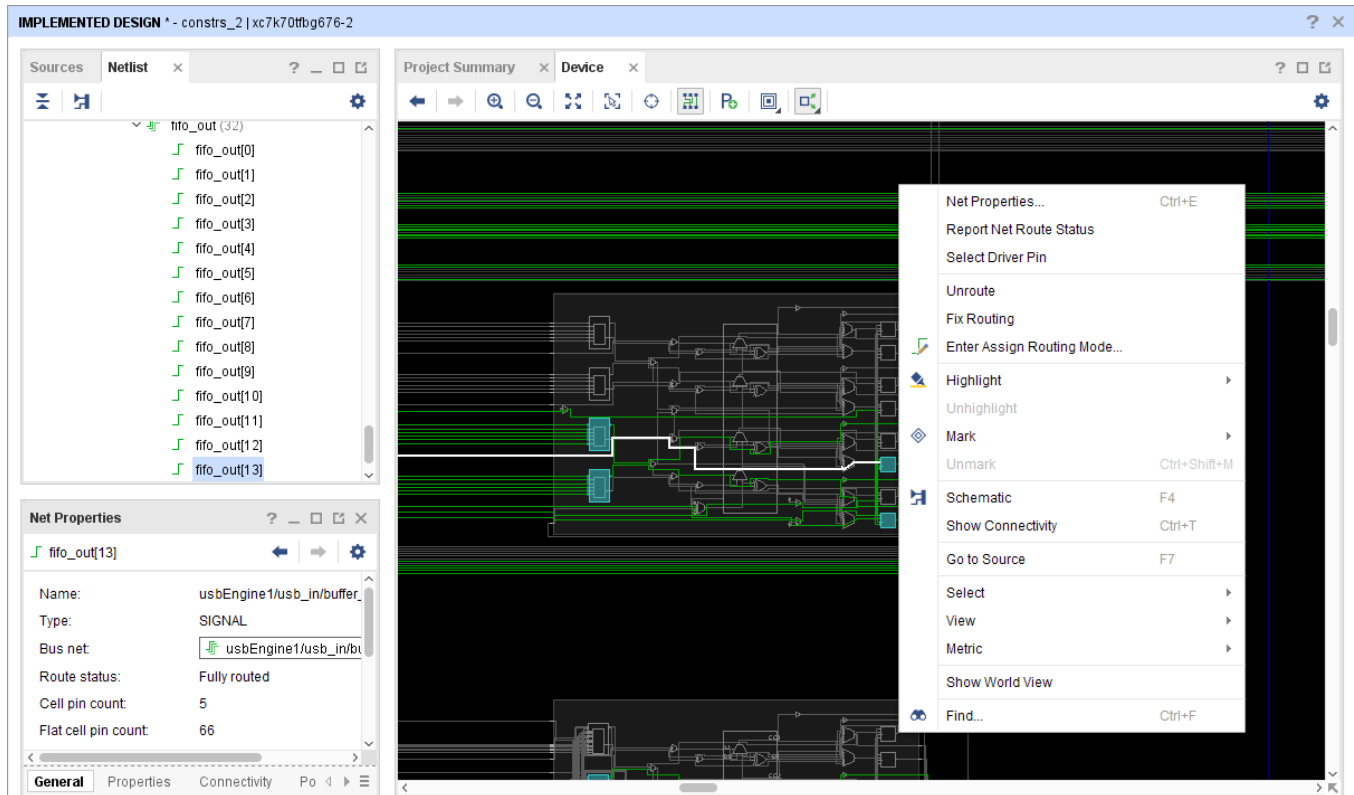 IMPLEMENTED DESIGN * - constrs_2 | xc7k70tfbg676-2
Sources Netlist
fifo_out (32)
fifo_out[0]
fifo_out[1]
fifo_out[2]
fifo_out[3]
fifo_out[4]
fifo_out[5]
fifo_out[6]
fifo_out[7]
fifo_out[8]
fifo_out[9]
fifo_out[10]
fifo_out[11]
fifo_out[12]
fifo_out[13]
Net Properties
fifo_out[13]
Name: usbEngine1/usb_in/buffer_
Type: SIGNAL
Bus net: usbEngine1/usb_in/bu
Route status: Fully routed
Cell pin count: 5
Flat cell pin count: 66
General Properties Connectivity Po
Project Summary Device
Net Properties... Ctrl+E
Report Net Route Status
Select Driver Pin
Unroute
Fix Routing
Enter Assign Routing Mode...
Highlight
Unhighlight
Mark
Unmark Ctrl+Shift+M
Schematic F4
Show Connectivity Ctrl+T
Go to Source F7
Select
View
Metric
Show World View
Find... Ctrl+F